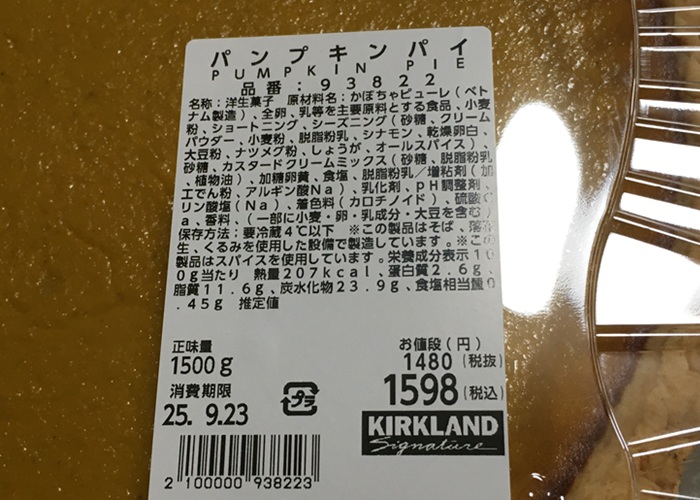 パンプキンパイ
PUMPKIN PIE
品番:93822
名称:洋生菓子 原材料名:かぼちゃピューレ(ベト
ナム製造)、全卵、乳等を主要原料とする食品、小麦
粉、ショートニング、シーズニング(砂糖、クリーム
パウダー、小麦粉、脱脂粉乳、シナモン、乾燥卵白、
大豆粉、ナツメグ粉、しょうが、オールスパイス)、
砂糖、カスタードクリームミックス(砂糖、脱脂粉乳
、植物油)、加糖卵黄、食塩、脱脂粉乳/増粘剤(加
工でん粉、アルギン酸Na)、乳化剤、pH調整剤、
リン酸塩(Na)、着色料(カロチノイド)、硫酸C
a、香料、(一部に小麦・卵・乳成分・大豆を含む)
保存方法:要冷蔵4℃以下 ※この製品はそば、落花
生、くるみを使用した設備で製造しています。※この
製品はスパイスを使用しています。栄養成分表示10
0g当たり 熱量207kcal、蛋白質2.6g、
脂質11.6g、炭水化物23.9g、食塩相当量0
.45g 推定値
正味量
1500g
お値段(円)
1480(税抜)
消費期限
1598(税込)
25.9.23
プラ
KIRKLAND
Signature
2 100000 938223